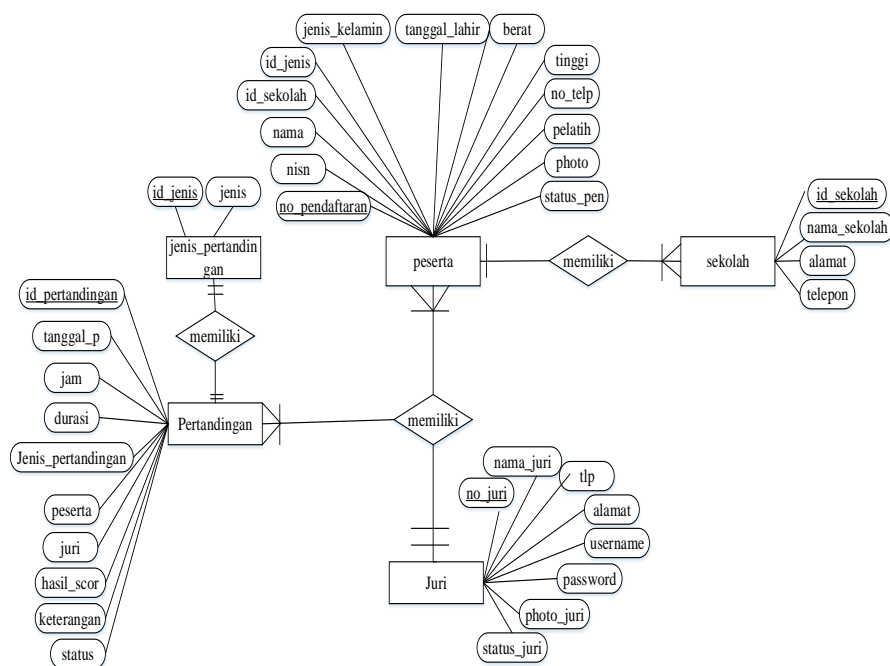 jenis_kelamin
tanggal_lahir
berat
id_jenis
tinggi
id_sekolah
no_telp
nama
pelatih
nisn
photo
no_pendaftaran
status_pen
id_jenis
jenis
jenis_pertandin
gan
peserta
memiliki
sekolah
id_sekolah
nama_sekolah
alamat
telepon
id_pertandingan
tanggal_p
memiliki
jam
durasi
Pertandingan
memiliki
Jenis_pertandingan
peserta
juri
hasil_scor
keterangan
status
nama_juri
no_juri
tlp
alamat
username
Juri
password
photo_juri
status_juri